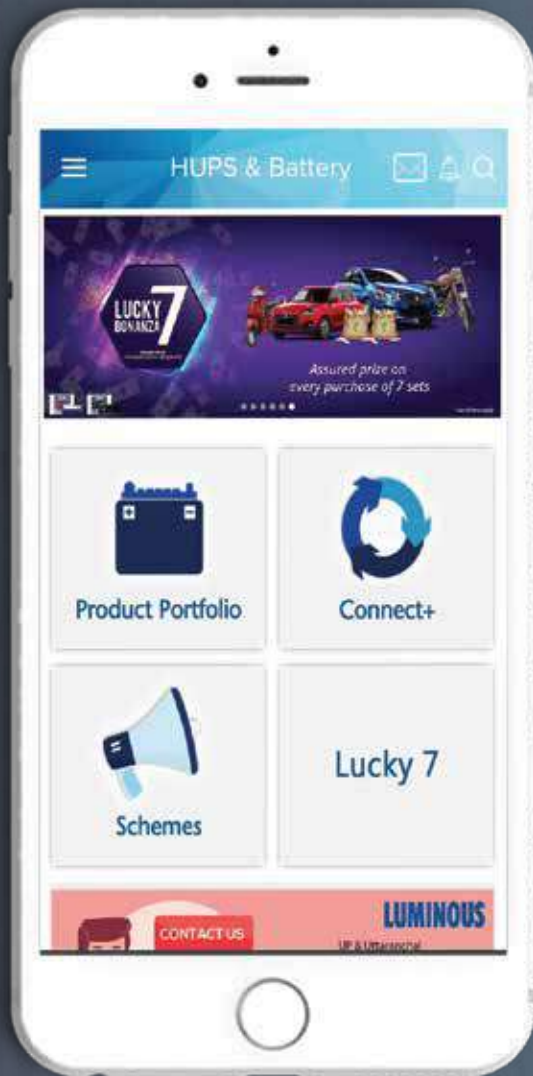 HUPS & Battery
LUCKY
BONANZA
7
Assured prize on
every purchase of 7 sets
Product Portfolio
Connect+
Schemes
Lucky 7
CONTACT US
LUMINOUS
UP & Uttaranchal